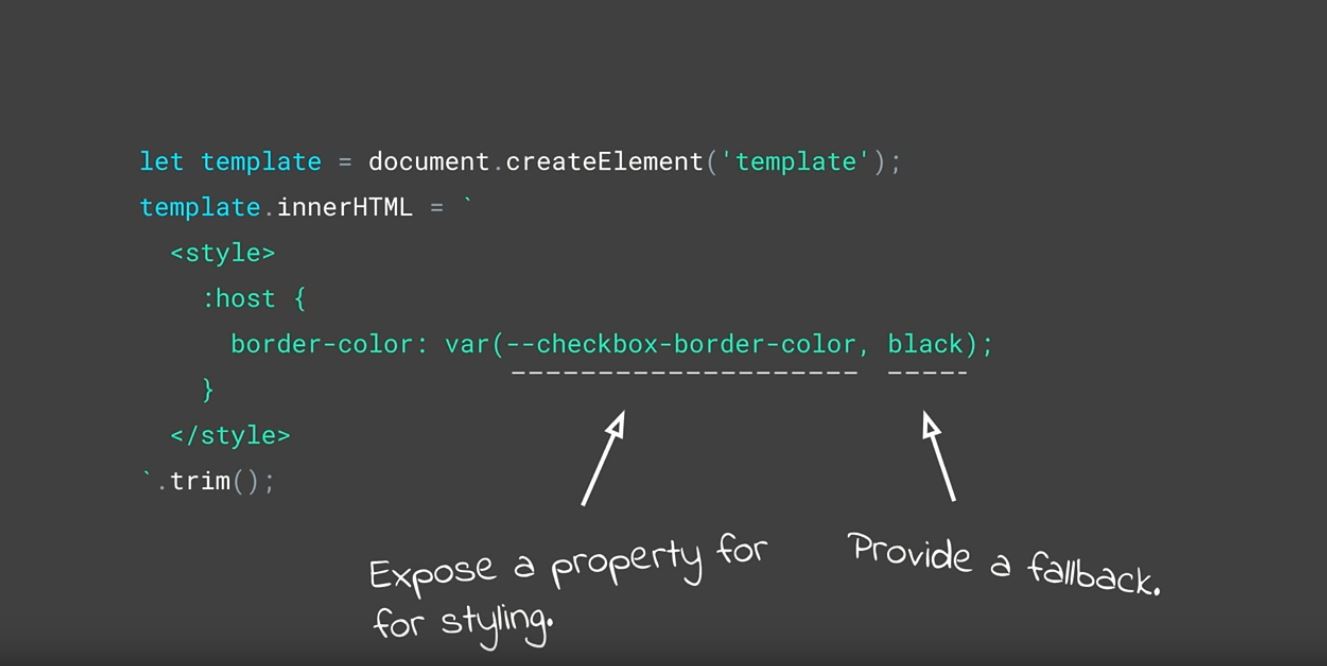 let template = document.createElement('template');
template.innerHTML = `
<style>
:host {
border-color: var(--checkbox-border-color, black);
}
</style>
`.trim();
Expose a property for
for styling.
Provide a fallback.